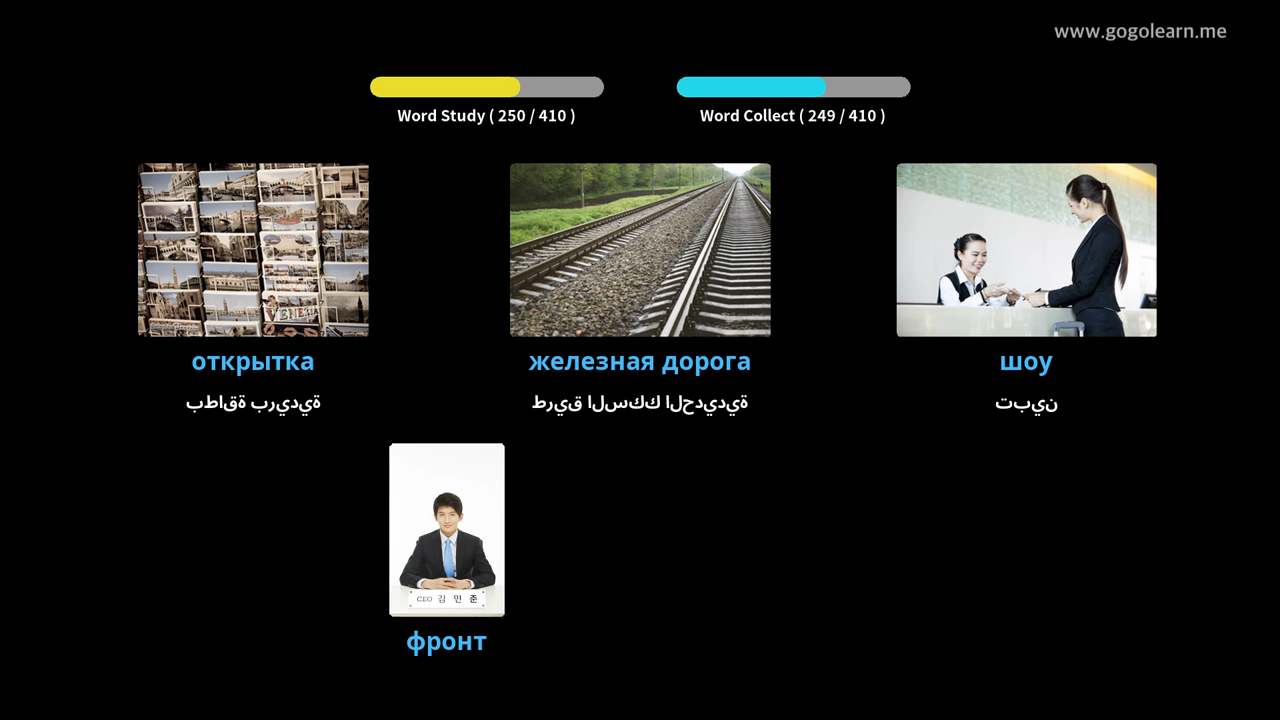 www.gogolearn.me
Word Study ( 250 / 410 )
Word Collect ( 249 / 410 )
открытка
железная дорога
шоу
بطاقة بريدية
طريق السكك الحديدية
تبين
CEO 김 민 준
фронт